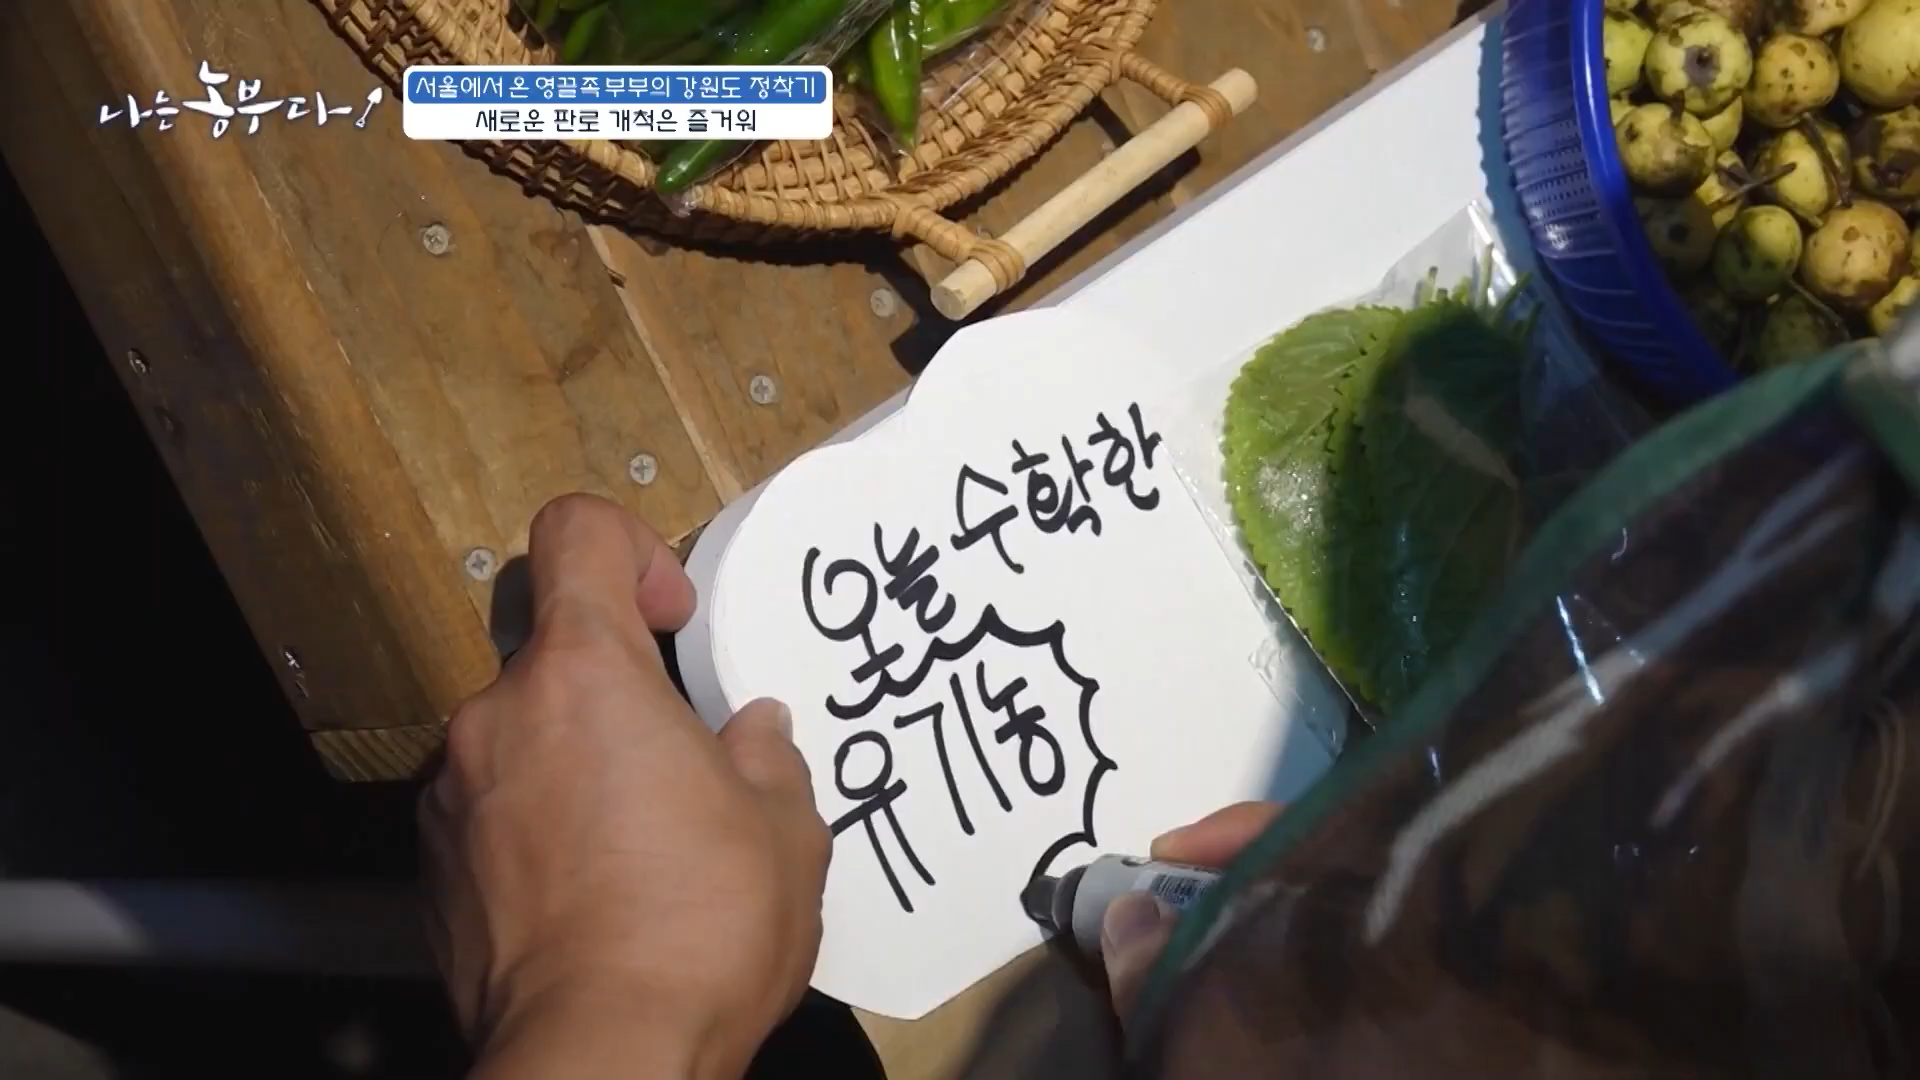 나는 농부다!
서울에서 온 영끌족 부부의 강원도 정착기
새로운 판로 개척은 즐거워
오늘 수확한
유기농